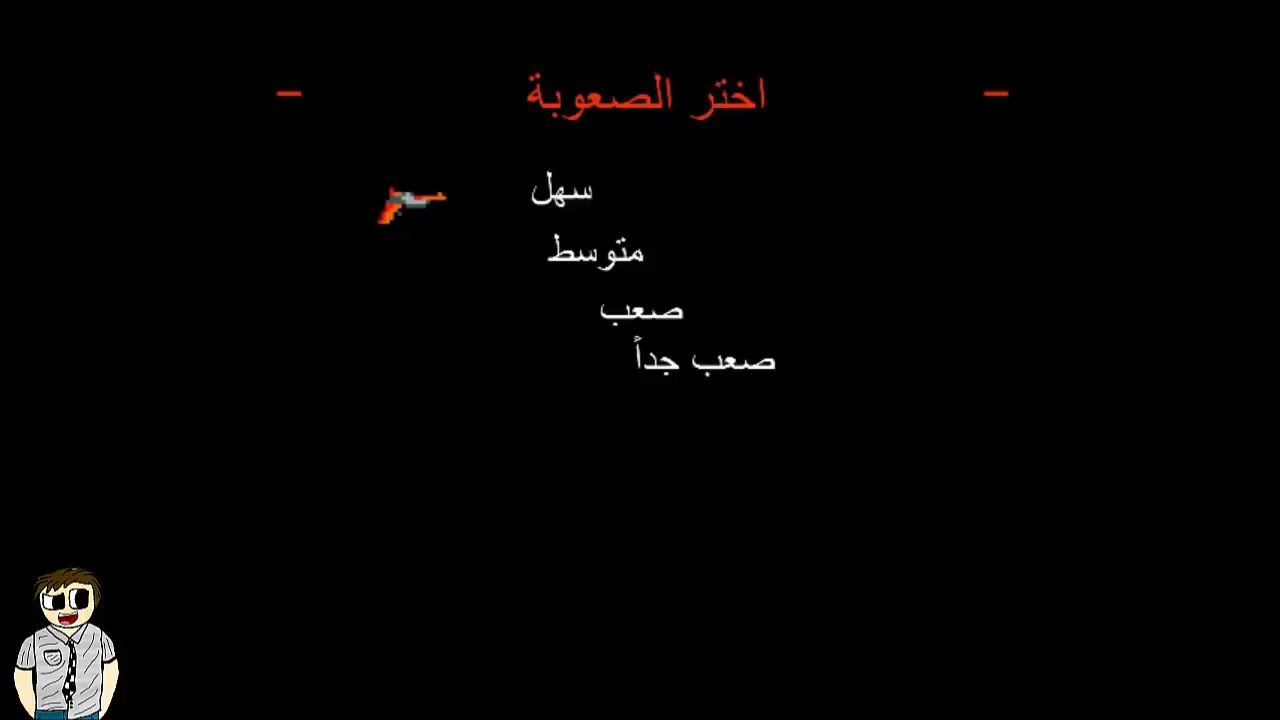 - اختر الصعوبة -
سهل
متوسط
صعب
صعب جداً